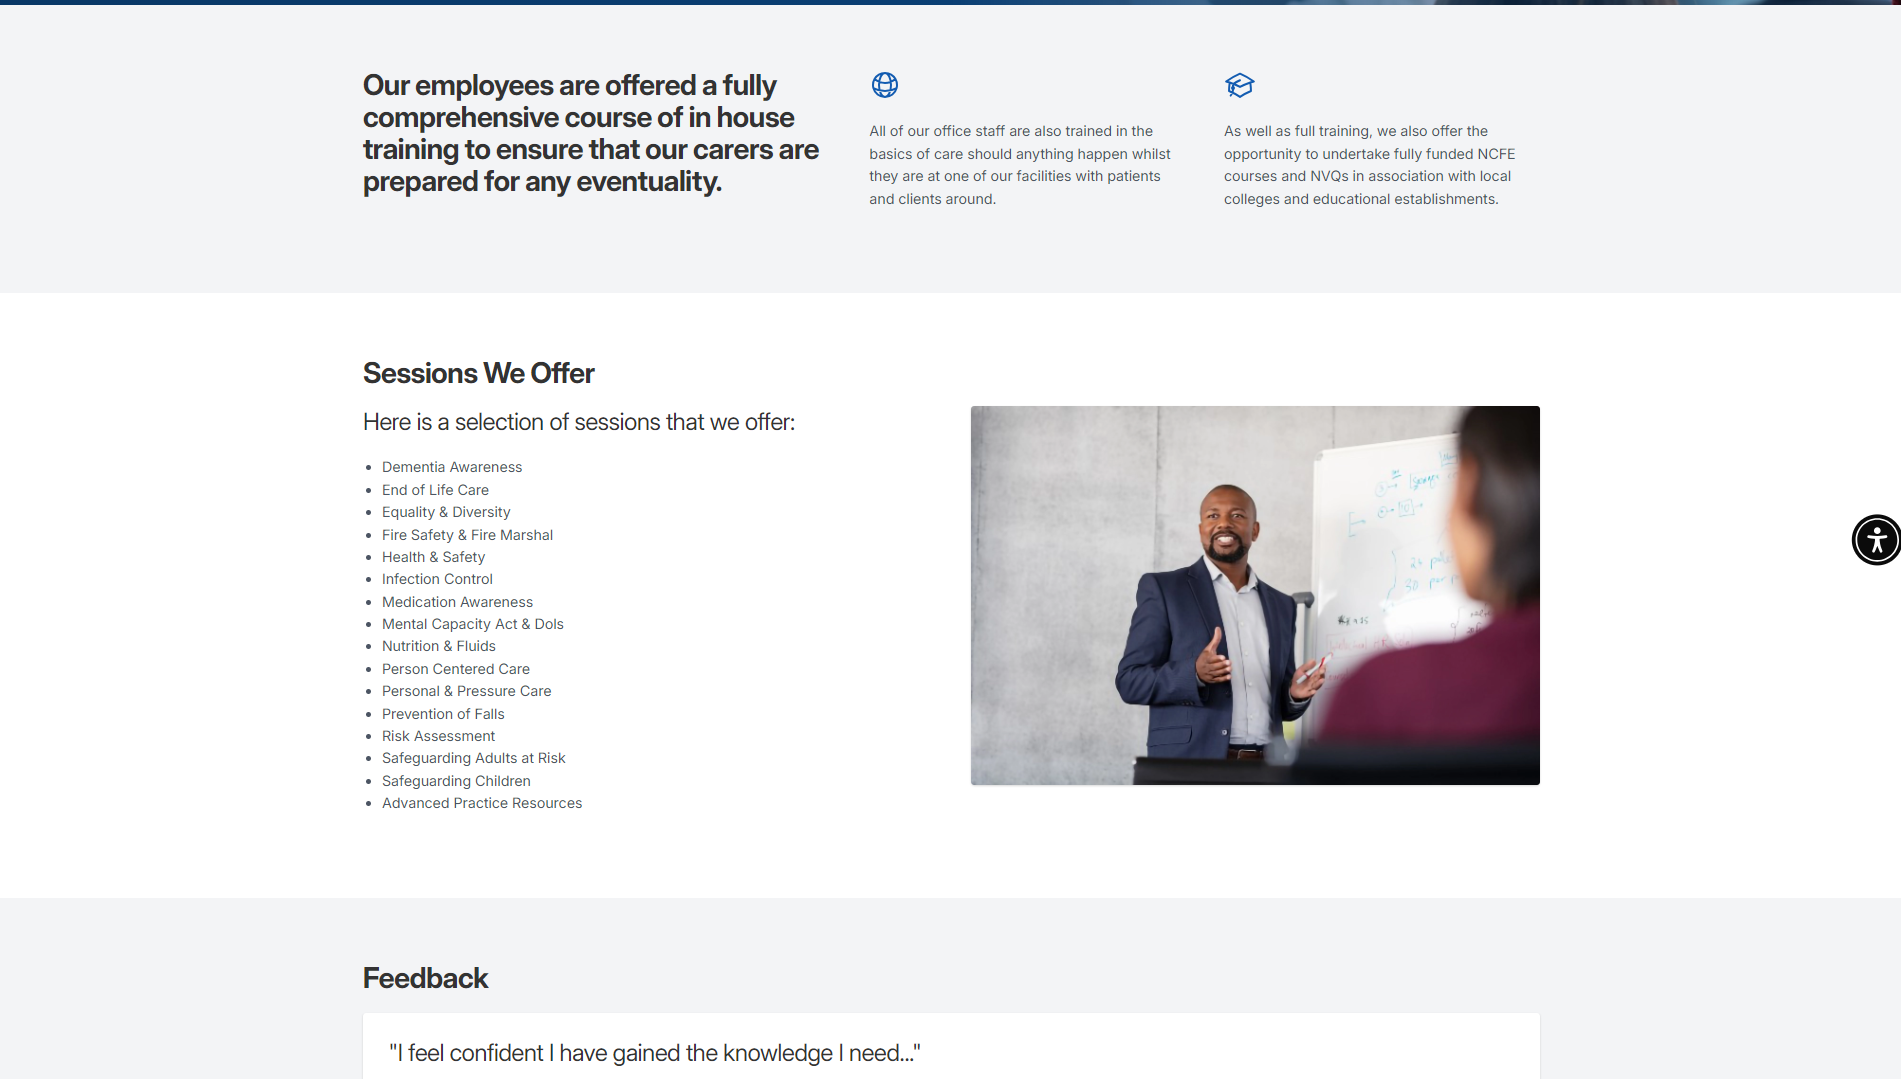 Our employees are offered a fully
comprehensive course of in house
training to ensure that our carers are
prepared for any eventuality.
All of our office staff are also trained in the
basics of care should anything happen whilst
they are at one of our facilities with patients
and clients around.
As well as full training, we also offer the
opportunity to undertake fully funded NCFE
courses and NVQs in association with local
colleges and educational establishments.
Sessions We Offer
Here is a selection of sessions that we offer:
• Dementia Awareness
• End of Life Care
• Equality & Diversity
• Fire Safety & Fire Marshal
• Health & Safety
• Infection Control
• Medication Awareness
• Mental Capacity Act & Dols
• Nutrition & Fluids
• Person Centered Care
• Personal & Pressure Care
• Prevention of Falls
• Risk Assessment
• Safeguarding Adults at Risk
• Safeguarding Children
• Advanced Practice Resources
Feedback
"I feel confident I have gained the knowledge I need..."